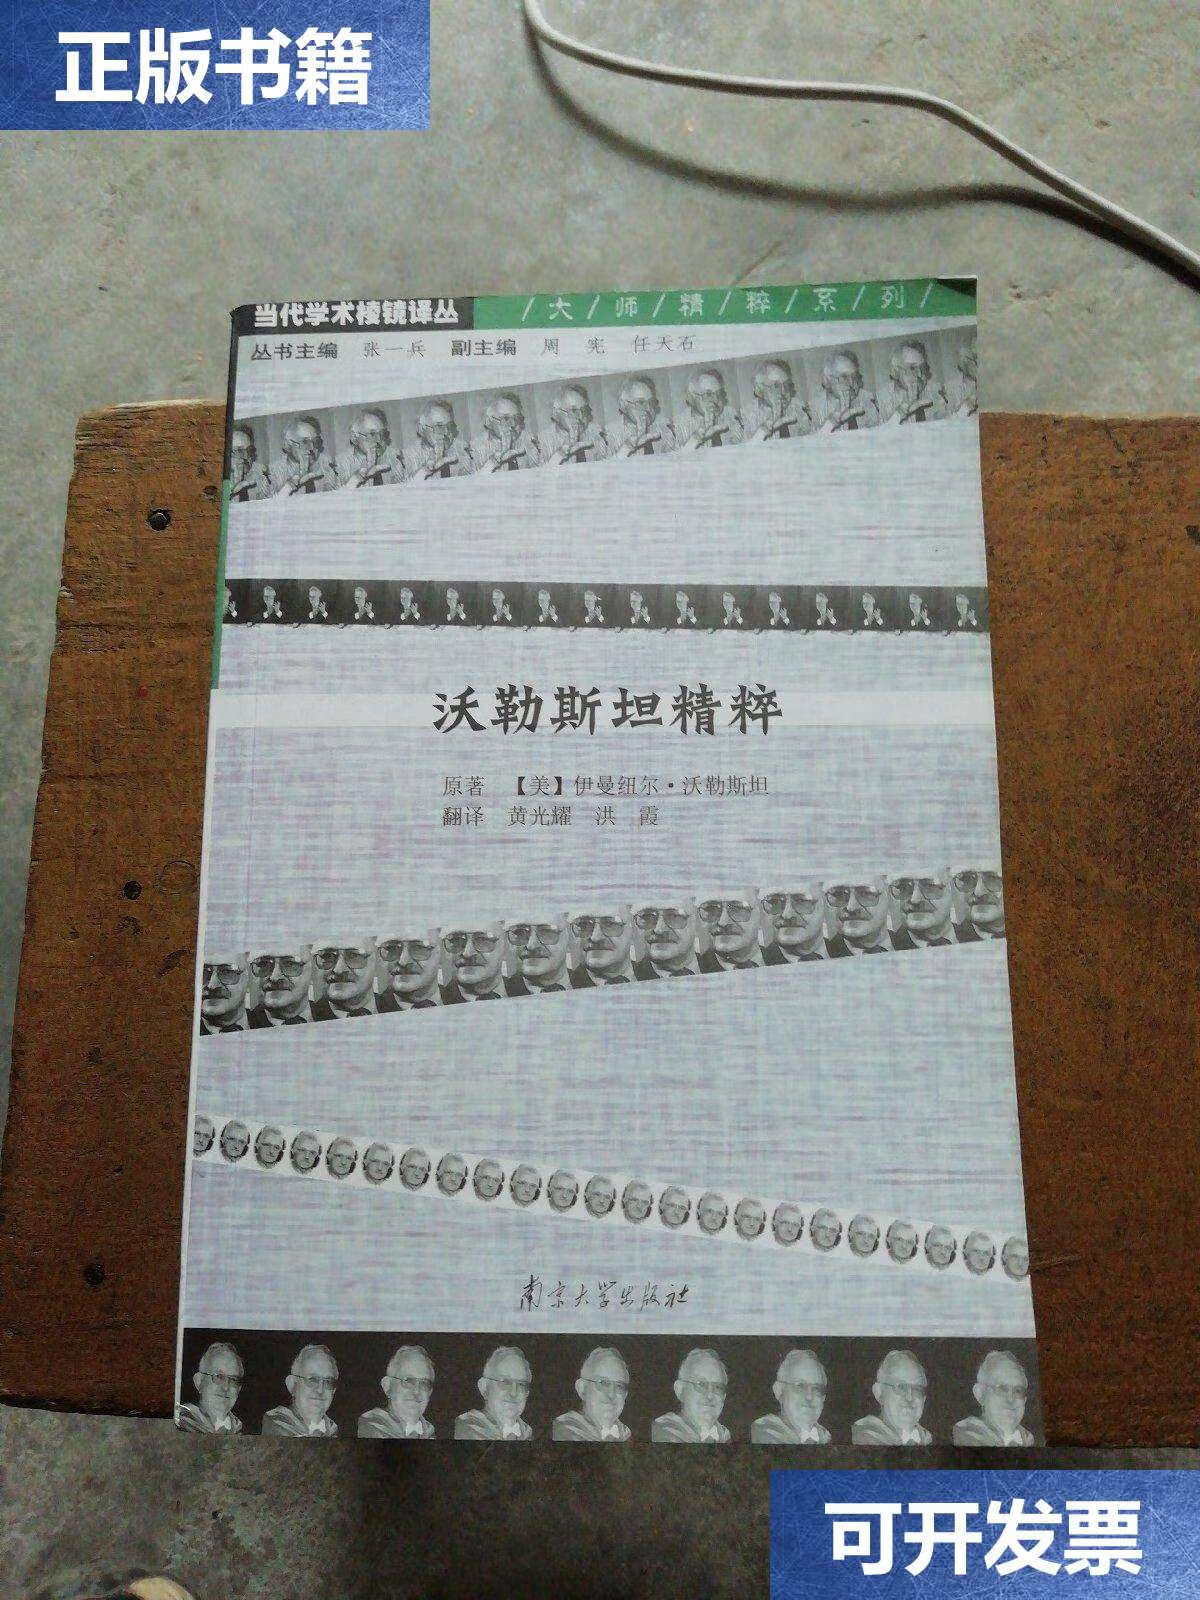 正版书籍
当代学术棱镜译丛
/大/师/精/粹/系/列/
丛书主编 张一兵 副主编 周 宪 任天石
沃勒斯坦精粹
原著 【美】伊曼纽尔·沃勒斯坦
翻译 黄光耀 洪 霞
南京大学出版社
可开发票